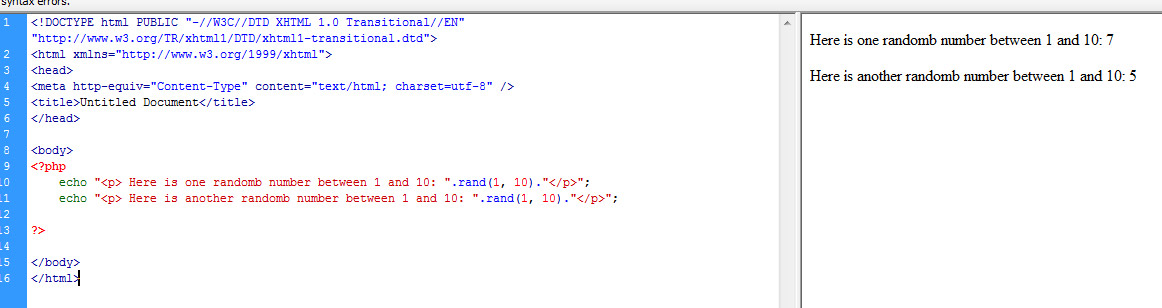 syntax errors.
1 <!DOCTYPE html PUBLIC "-//W3C//DTD XHTML 1.0 Transitional//EN"
"http://www.w3.org/TR/xhtml1/DTD/xhtml1-transitional.dtd">
2 <html xmlns="http://www.w3.org/1999/xhtml">
3 <head>
4 <meta http-equiv="Content-Type" content="text/html; charset=utf-8" />
5 <title>Untitled Document</title>
6 </head>
7
8 <body>
9 <?php
10 echo "<p> Here is one randomb number between 1 and 10: ".rand(1, 10)."</p>";
11 echo "<p> Here is another randomb number between 1 and 10: ".rand(1, 10)."</p>";
12
13 ?>
14
15 </body>
16 </html>
Here is one randomb number between 1 and 10: 7
Here is another randomb number between 1 and 10: 5